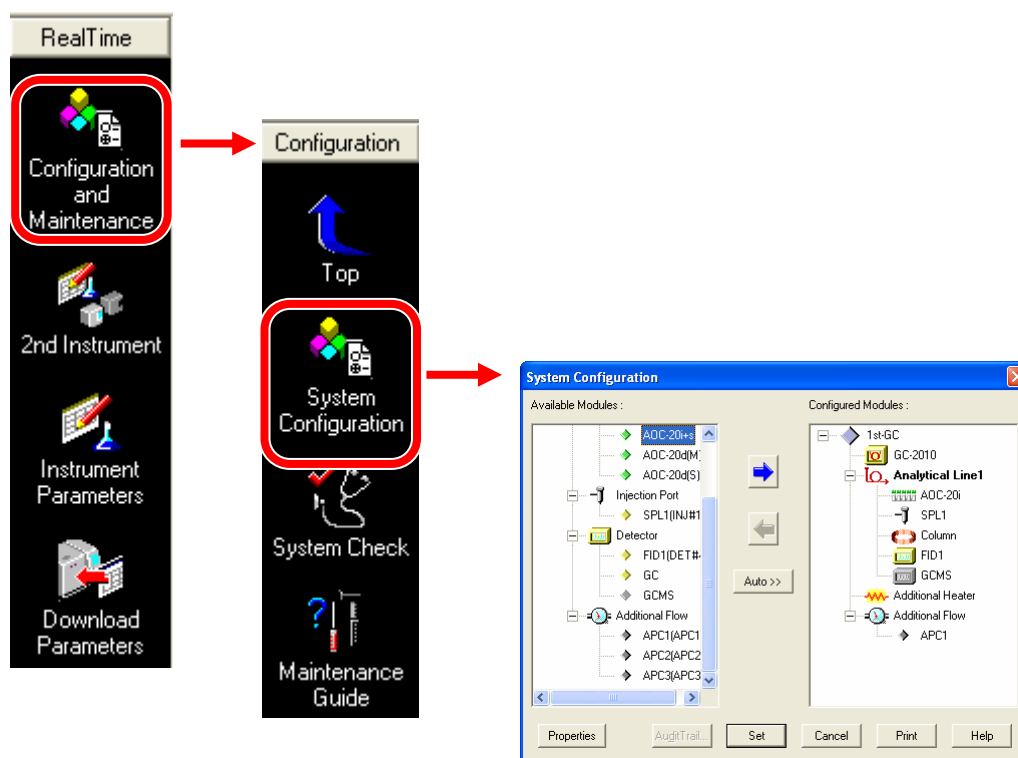 RealTime
Configuration
and
Maintenance
2nd Instrument
Instrument
Parameters
Download
Parameters
Configuration
Top
System
Configuration
System Check
Maintenance
Guide
System Configuration
Available Modules :
AOC-20i+s
AOC-20d(M)
AOC-20d(S)
Injection Port
SPL1(INJ#1
Detector
FID1(DET#
GC
GCMS
Additional Flow
APC1(APC1
APC2(APC2
APC3(APC3
Auto >>
Configured Modules :
1st-GC
GC-2010
Analytical Line1
AOC-20i
SPL1
Column
FID1
GCMS
Additional Heater
Additional Flow
APC1
Properties
AuditTrail...
Set
Cancel
Print
Help